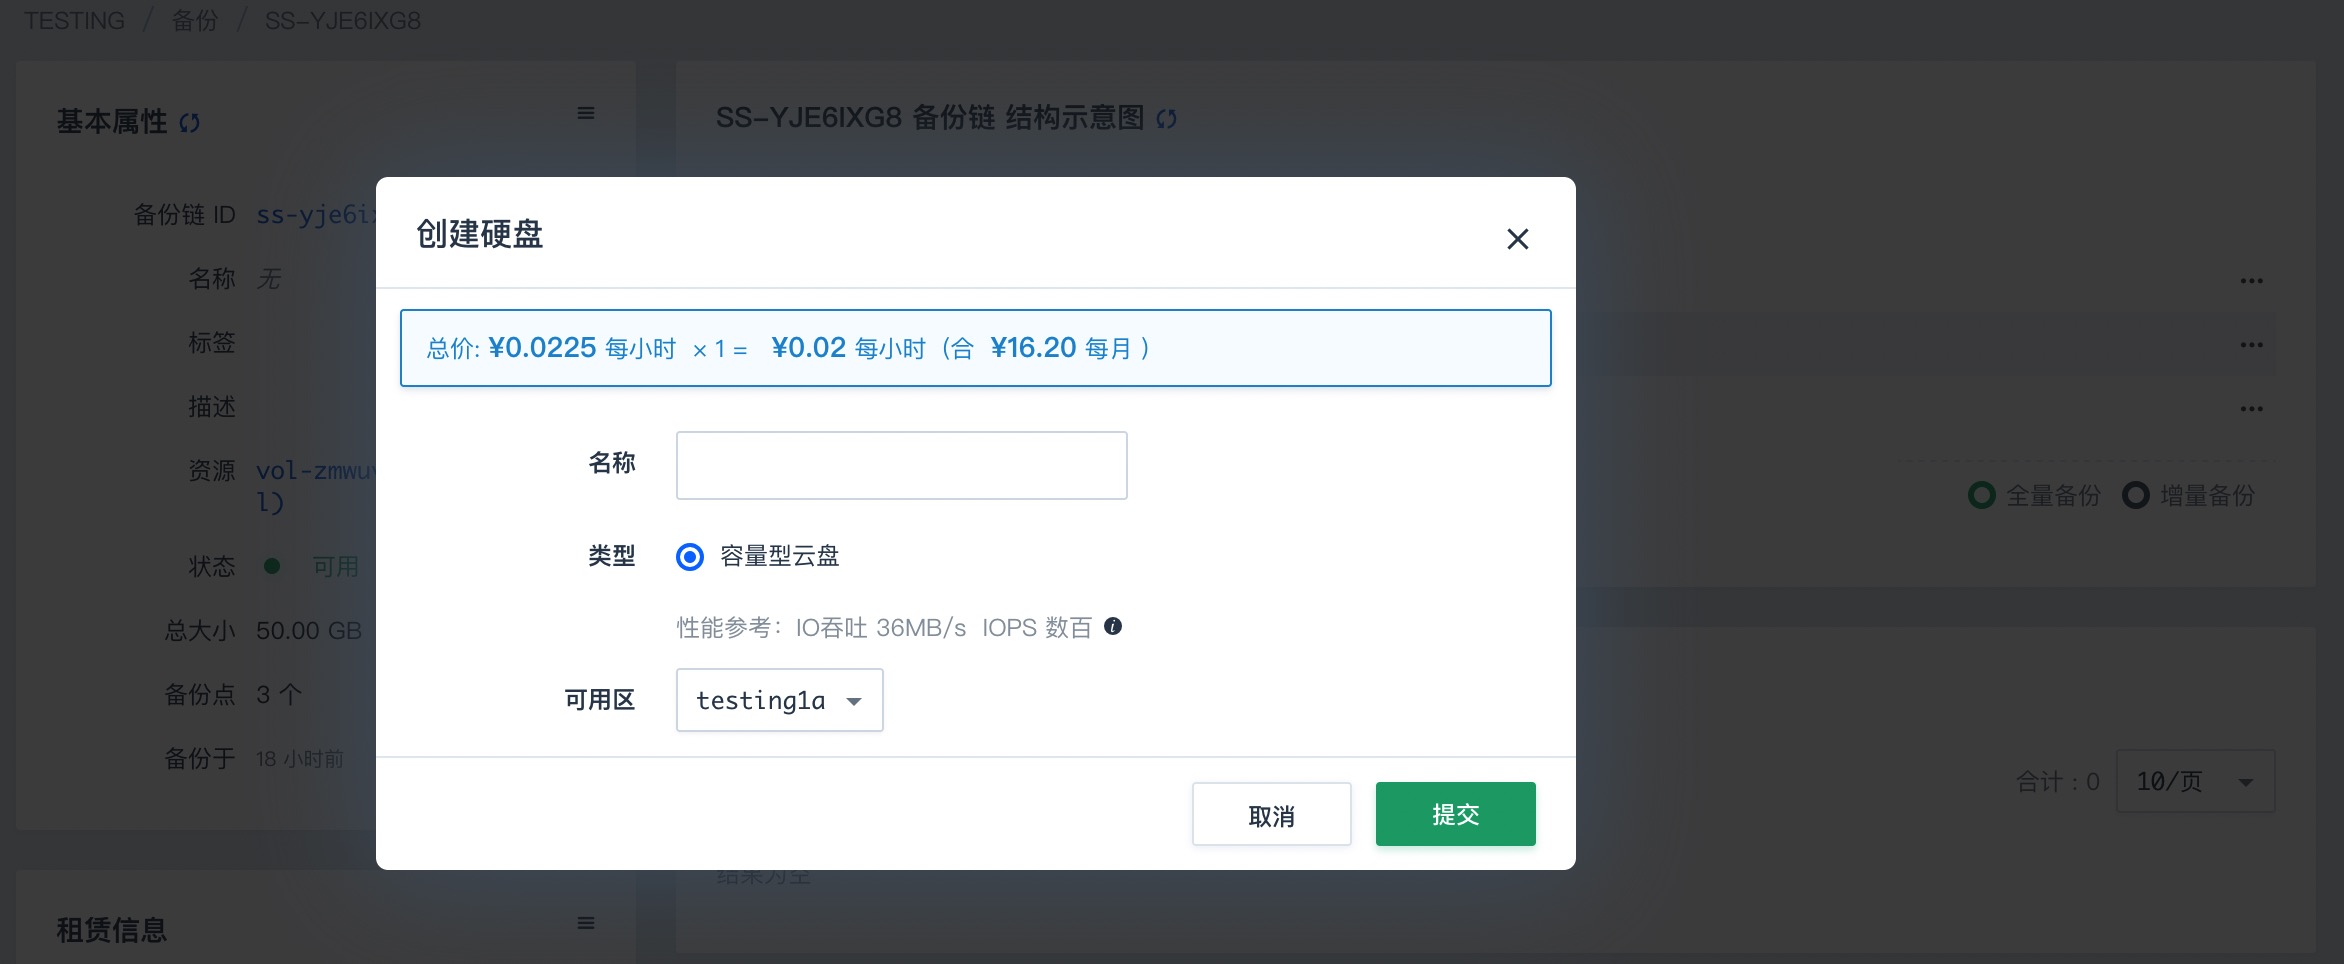 TESTING / 备份 / SS-YJE6IXG8
基本属性
备份链 ID ss-yje6ix
名称 无
标签
描述
资源 vol-zmwu
l)
状态 可用
总大小 50.00 GB
备份点 3 个
备份于 18 小时前
租赁信息
SS-YJE6IXG8 备份链 结构示意图
全量备份 增量备份
合计 : 0 10/页
结果为空
创建硬盘
总价: ¥0.0225 每小时 × 1 = ¥0.02 每小时（合 ¥16.20 每月 ）
名称
类型 容量型云盘
性能参考： IO吞吐 36MB/s IOPS 数百
可用区 testing1a
取消 提交